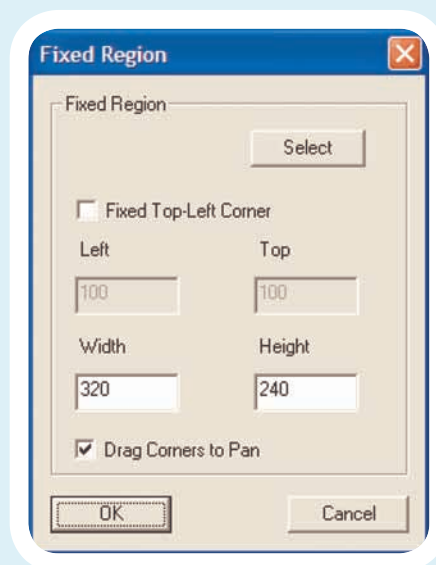 Fixed Region
Fixed Region
Select
Fixed Top-Left Corner
Left Top
100 100
Width Height
320 240
Drag Corners to Pan
OK Cancel